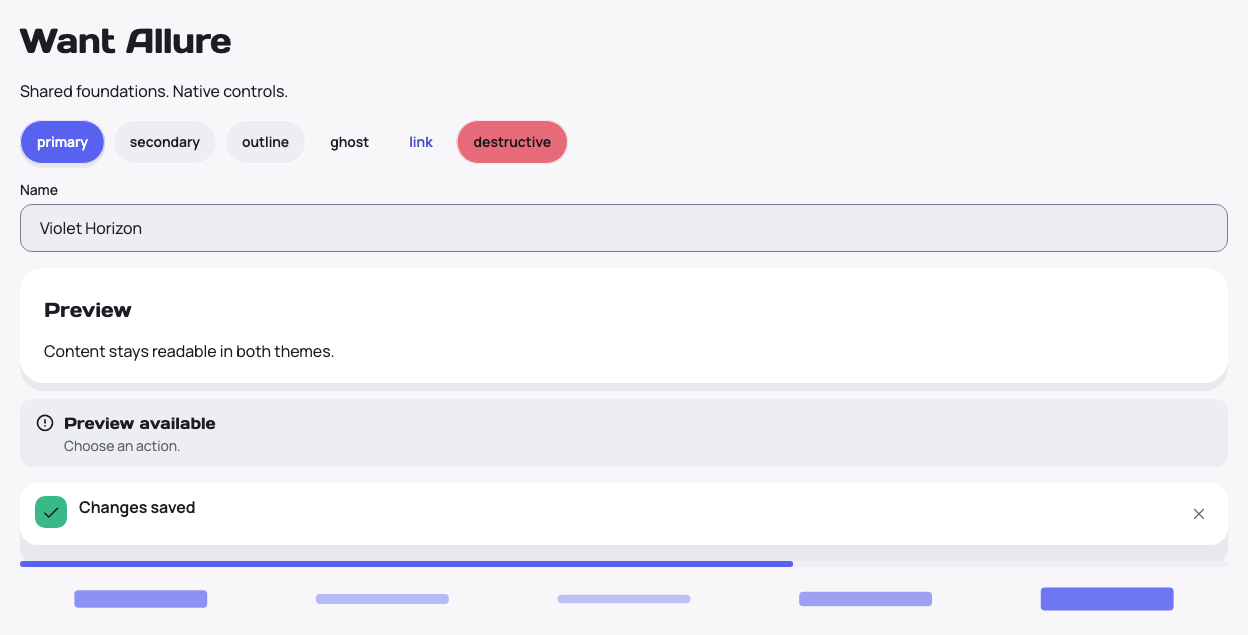 Want Allure
Shared foundations. Native controls.
primary secondary outline ghost link destructive
Name
Violet Horizon
Preview
Content stays readable in both themes.
Preview available
Choose an action.
Changes saved